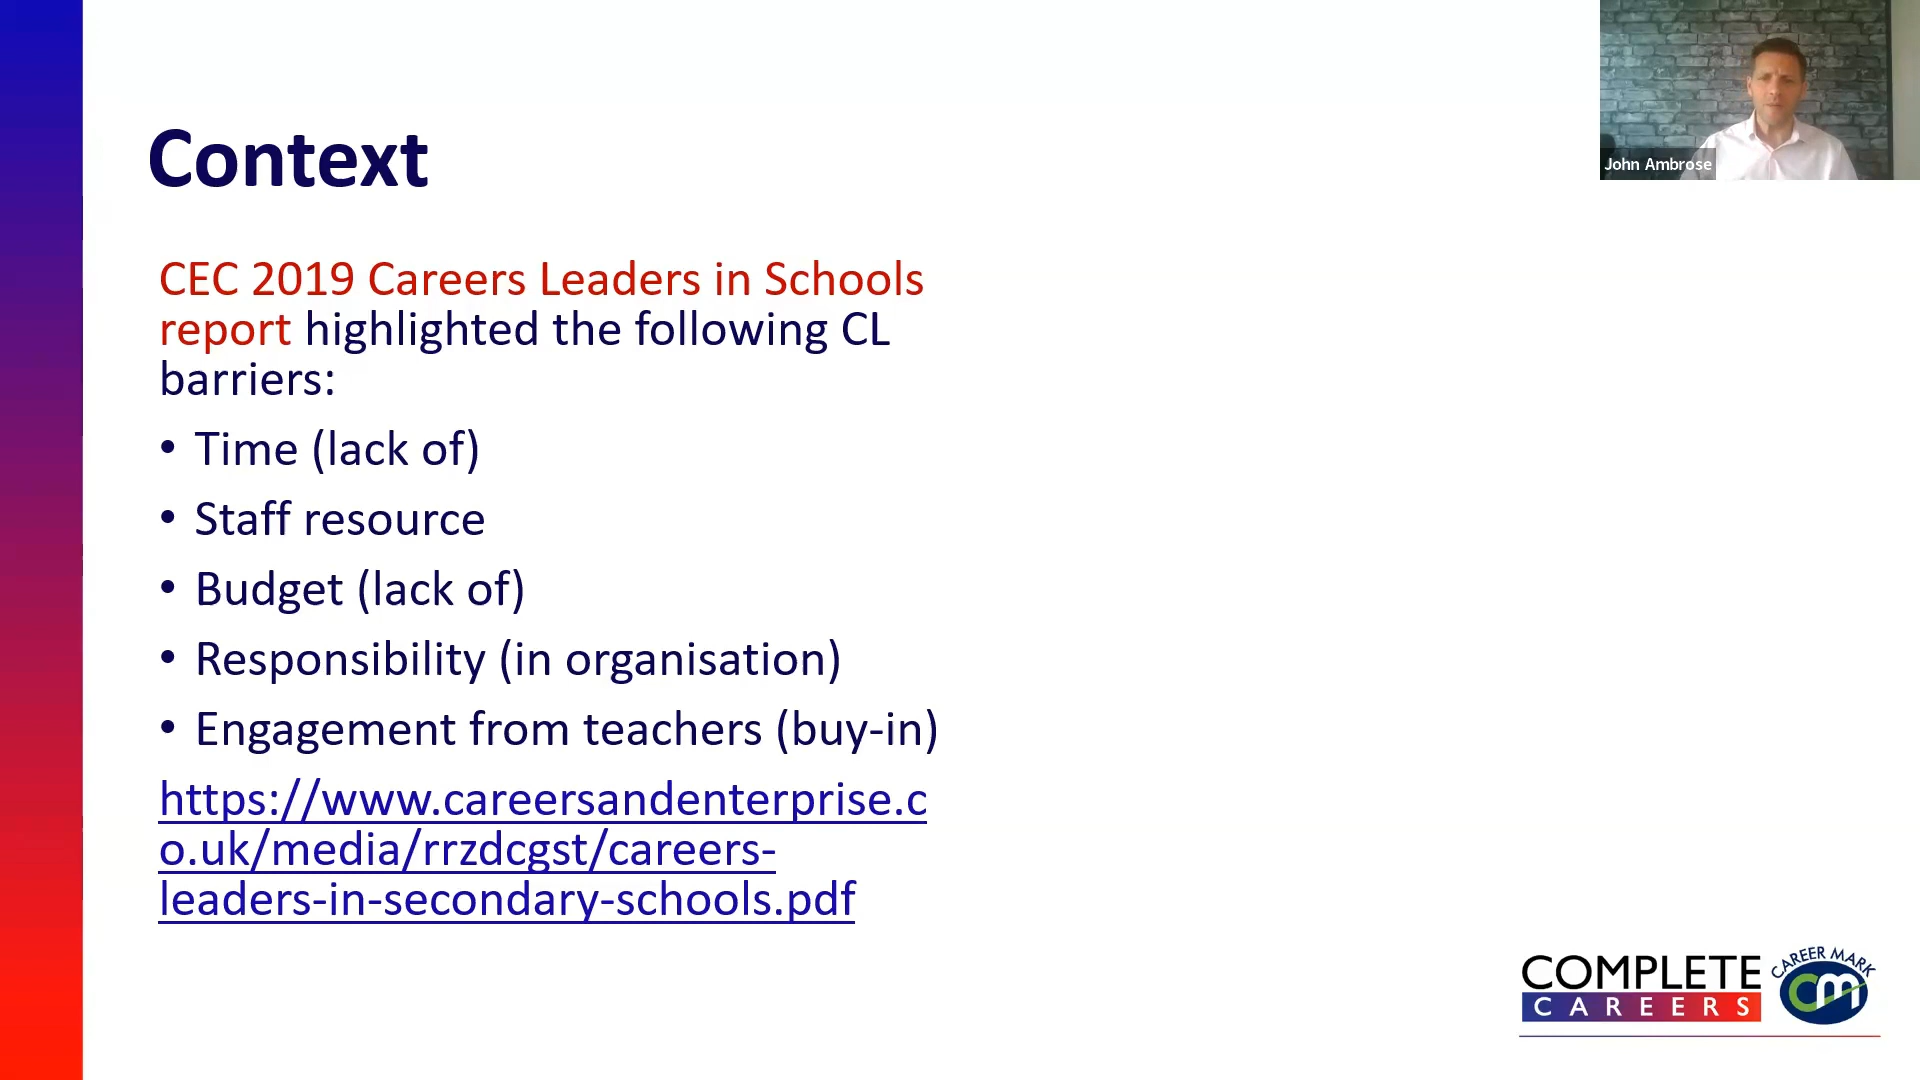 John Ambrose
Context
CEC 2019 Careers Leaders in Schools
report highlighted the following CL
barriers:
• Time (lack of)
• Staff resource
• Budget (lack of)
• Responsibility (in organisation)
• Engagement from teachers (buy-in)
https://www.careersandenterprise.c
o.uk/media/rrzdcgst/careers-
leaders-in-secondary-schools.pdf
COMPLETE
CAREERS
CAREER MARK
cm